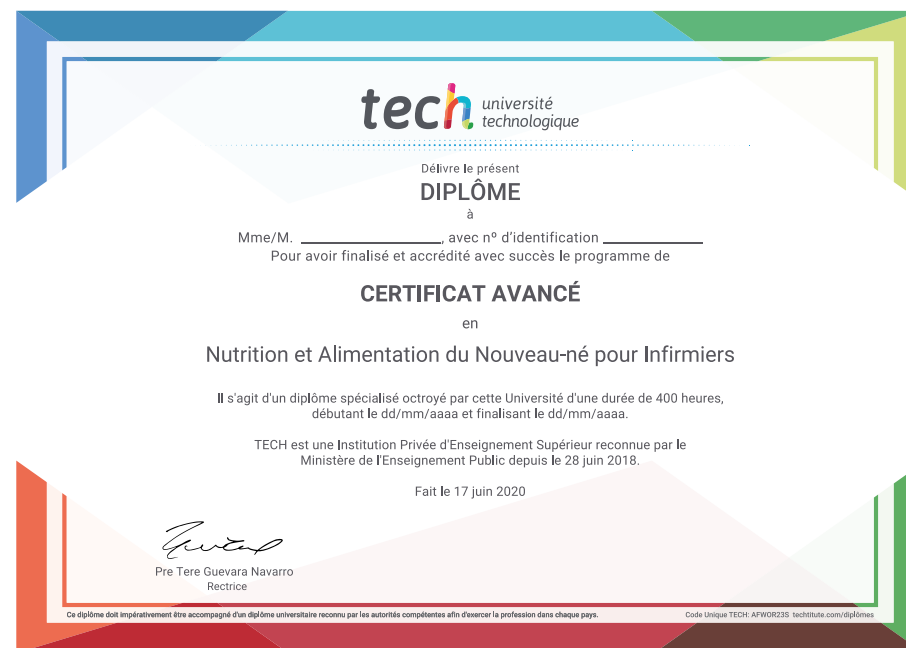 tech université
technologique
Délivre le présent
DIPLÔME
à
Mme/M. ____________________, avec nº d'identification ______________
Pour avoir finalisé et accrédité avec succès le programme de
CERTIFICAT AVANCÉ
en
Nutrition et Alimentation du Nouveau-né pour Infirmiers
Il s'agit d'un diplôme spécialisé octroyé par cette Université d'une durée de 400 heures,
débutant le dd/mm/aaaa et finalisant le dd/mm/aaaa.
TECH est une Institution Privée d'Enseignement Supérieur reconnue par le
Ministère de l'Enseignement Public depuis le 28 juin 2018.
Fait le 17 juin 2020
Pre Tere Guevara Navarro
Rectrice
Ce diplôme doit impérativement être accompagné d'un diplôme universitaire reconnu par les autorités compétentes afin d'exercer la profession dans chaque pays.
Code Unique TECH: AFWOR23S techtitute.com/diplômes